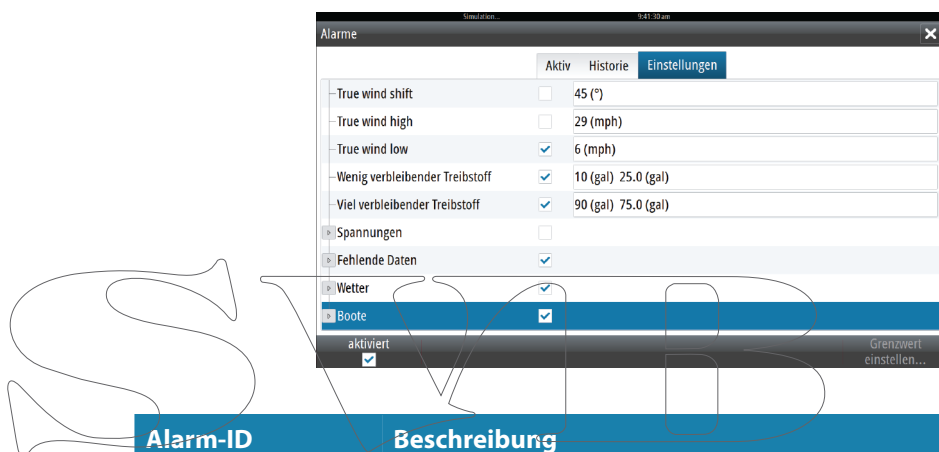 Simulation... 9:41:30 am
Alarme
Aktiv Historie Einstellungen
True wind shift 45 (°)
True wind high 29 (mph)
True wind low 6 (mph)
Wenig verbleibender Treibstoff 10 (gal) 25.0 (gal)
Viel verbleibender Treibstoff 90 (gal) 75.0 (gal)
Spannungen
Fehlende Daten
Wetter
Boote
aktiviert Grenzwert
einstellen...
SVB
Alarm-ID Beschreibung